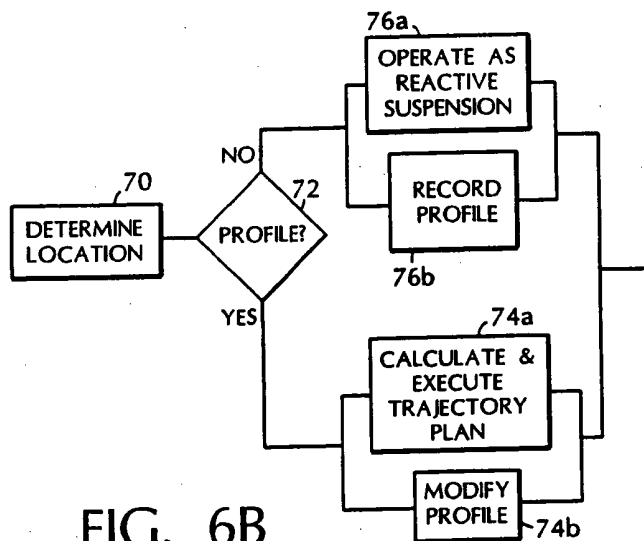 76a
OPERATE AS
REACTIVE
SUSPENSION
NO
70
72
RECORD
PROFILE
DETERMINE
LOCATION
PROFILE?
76b
YES
74a
CALCULATE &
EXECUTE
TRAJECTORY
PLAN
MODIFY
PROFILE
74b
FIG. 6B